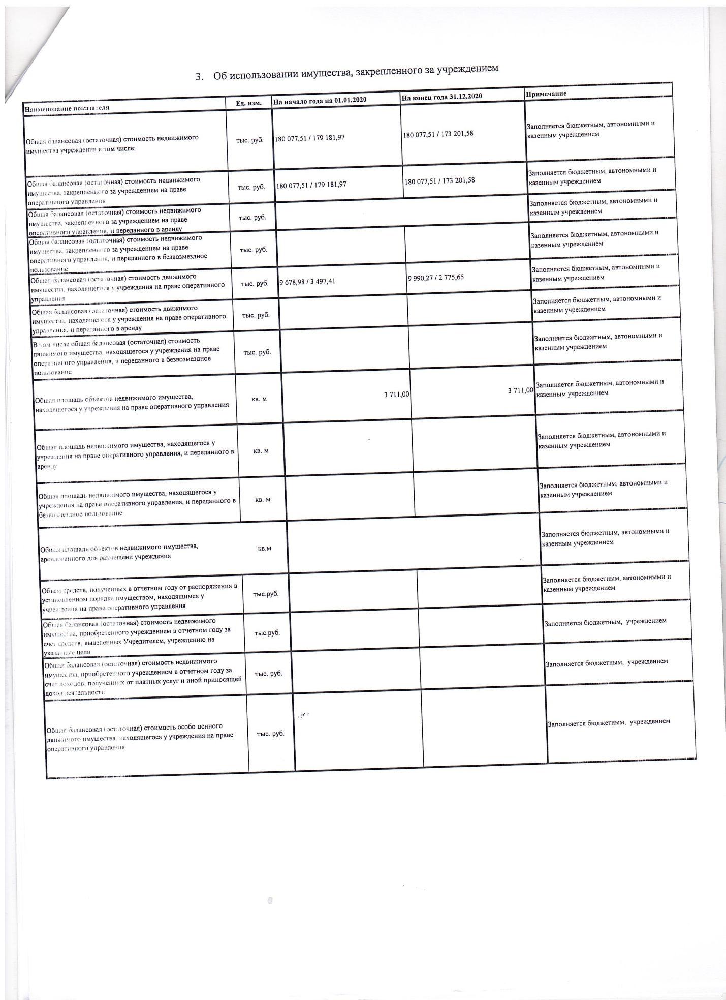 3. Об использовании имущества, закрепленного за учреждением
Наименование показателя
Ед. изм.
На начало года на 01.01.2020
На конец года 31.12.2020
Примечание
Общая балансовая (остаточная) стоимость недвижимого
имущества учреждения в том числе:
тыс. руб.
180 077,51 / 179 181,97
180 077,51 / 173 201,58
Заполняется бюджетным, автономными и
казенным учреждением
Общая балансовая (остаточная) стоимость недвижимого
имущества, закрепленного за учреждением на праве
оперативного управления
тыс. руб.
180 077,51 / 179 181,97
180 077,51 / 173 201,58
Заполняется бюджетным, автономными и
казенным учреждением
Общая балансовая (остаточная) стоимость недвижимого
имущества, закрепленного за учреждением на праве
оперативного управления, и переданного в аренду
тыс. руб.
Заполняется бюджетным, автономными и
казенным учреждением
Общая балансовая (остаточная) стоимость недвижимого
имущества, закрепленного за учреждением на праве
оперативного управления, и переданного в безвозмездное
пользование
тыс. руб.
Заполняется бюджетным, автономными и
казенным учреждением
Общая балансовая (остаточная) стоимость движимого
имущества, находящегося у учреждения на праве оперативного
управления
тыс. руб.
9 678,98 / 3 497,41
9 990,27 / 2 775,65
Заполняется бюджетным, автономными и
казенным учреждением
Общая балансовая (остаточная) стоимость движимого
имущества, находящегося у учреждения на праве оперативного
управления, и переданного в аренду
тыс. руб.
Заполняется бюджетным, автономными и
казенным учреждением
В том числе общая балансовая (остаточная) стоимость
движимого имущества, находящегося у учреждения на праве
оперативного управления, и переданного в безвозмездное
пользование
тыс. руб.
Заполняется бюджетным, автономными и
казенным учреждением
Общая площадь объектов недвижимого имущества,
находящегося у учреждения на праве оперативного управления
кв. м
3 711,00
3 711,00
Заполняется бюджетным, автономными и
казенным учреждением
Общая площадь недвижимого имущества, находящегося у
учреждения на праве оперативного управления, и переданного в
аренду
кв. м
Заполняется бюджетным, автономными и
казенным учреждением
Общая площадь недвижимого имущества, находящегося у
учреждения на праве оперативного управления, и переданного в
безвозмездное пользование
кв. м
Заполняется бюджетным, автономными и
казенным учреждением
Общая площадь объектов недвижимого имущества,
арендованного для размещени учреждения
кв.м
Заполняется бюджетным, автономными и
казенным учреждением
Объем средств, полученных в отчетном году от распоряжения в
установленном порядке имуществом, находящимся у
учреждения на праве оперативного управления
тыс.руб.
Заполняется бюджетным, автономными и
казенным учреждением
Общая балансовая (остаточная) стоимость недвижимого
имущества, приобретенного учреждением в отчетном году за
счет средств, выделенных Учредителем, учреждению на
указанные цели
тыс.руб.
Заполняется бюджетным, учреждением
Общая балансовая (остаточная) стоимость недвижимого
имущества, приобретенного учреждением в отчетном году за
счет доходов, полученных от платных услуг и иной приносящей
доход деятельности
тыс. руб.
Заполняется бюджетным, учреждением
Общая балансовая (остаточная) стоимость особо ценного
движимого имущества, находящегося у учреждения на праве
оперативного управления
тыс. руб.
Заполняется бюджетным, учреждением